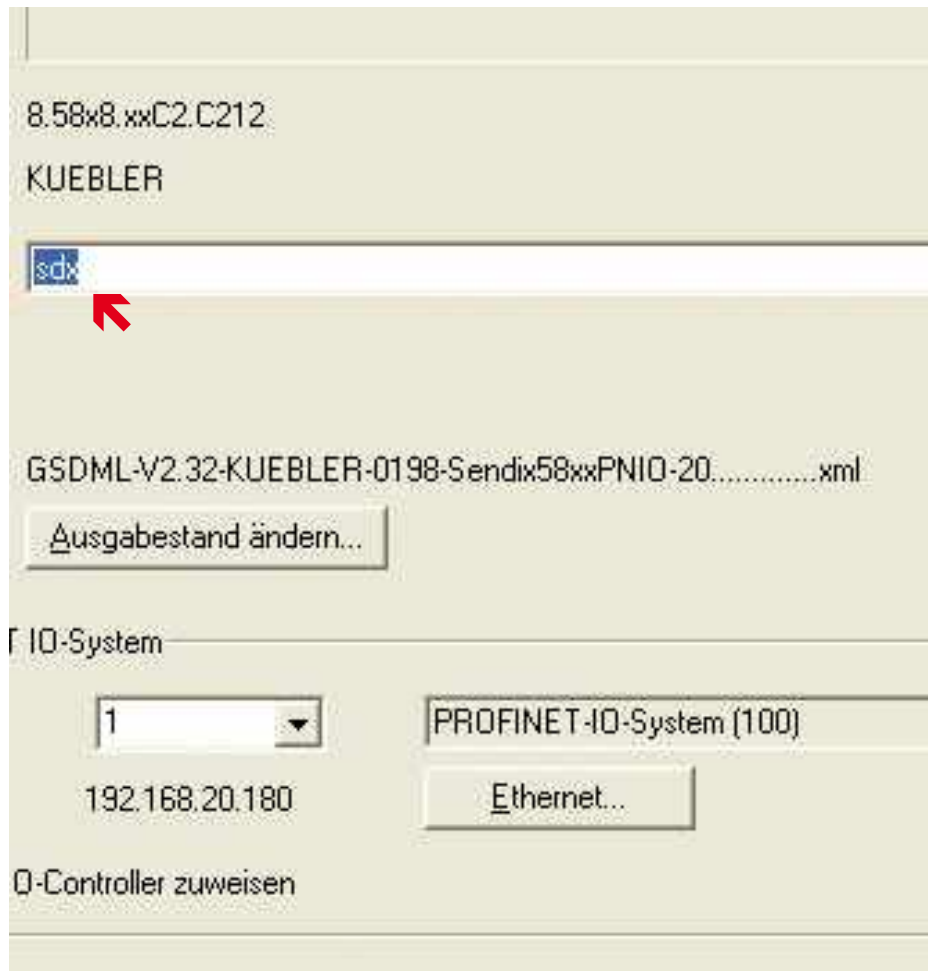 8.58x8.xxC2.C212
KUEBLER
sdx
GSDML-V2.32-KUEBLER-0198-Sendix58xxPNIO-20.............xml
Ausgabestand ändern...
T IO-System
1
PROFINET-IO-System (100)
192.168.20.180
Ethernet...
O-Controller zuweisen